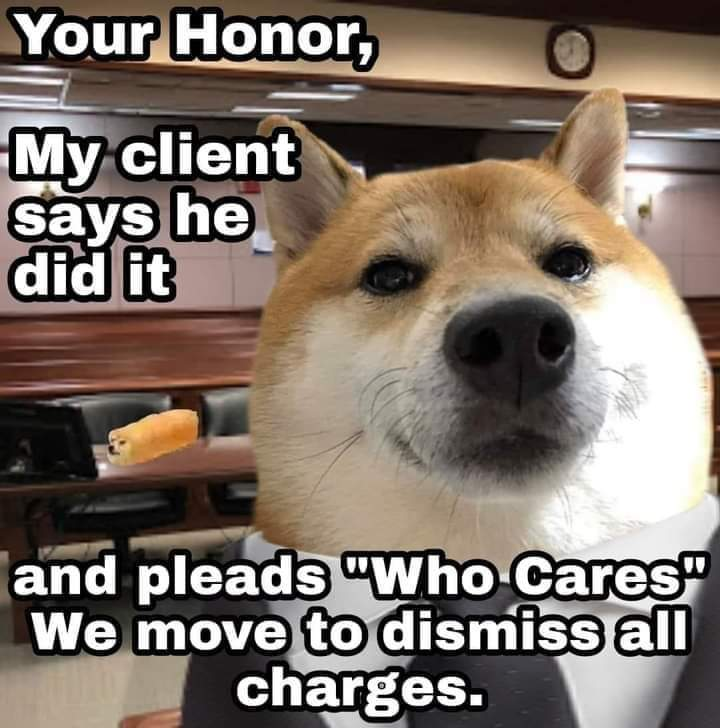 Your Honor,
My client
says he
did it
and pleads "Who Cares"
We move to dismiss all
charges.